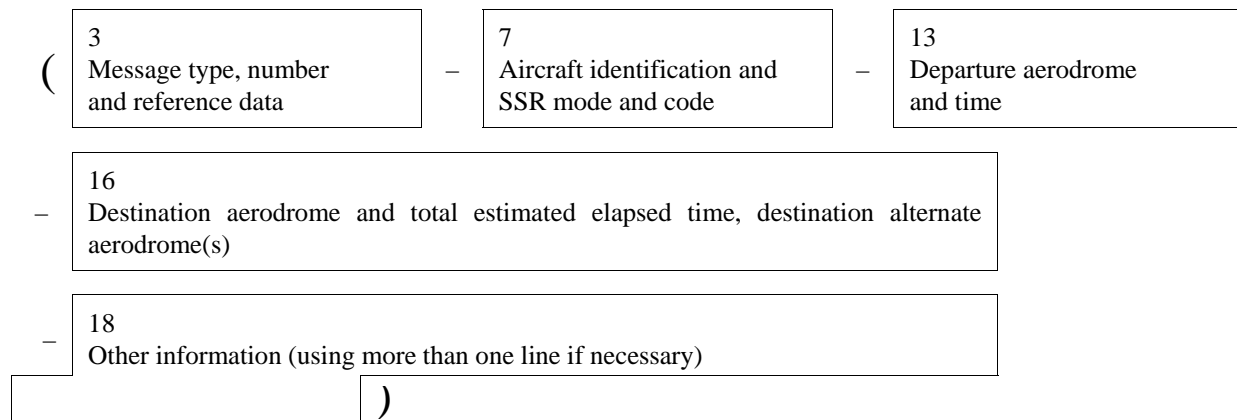 3 7 13
( Message type, number – Aircraft identification and – Departure aerodrome
and reference data SSR mode and code and time
16
– Destination aerodrome and total estimated elapsed time, destination alternate
aerodrome(s)
18
– Other information (using more than one line if necessary)
)